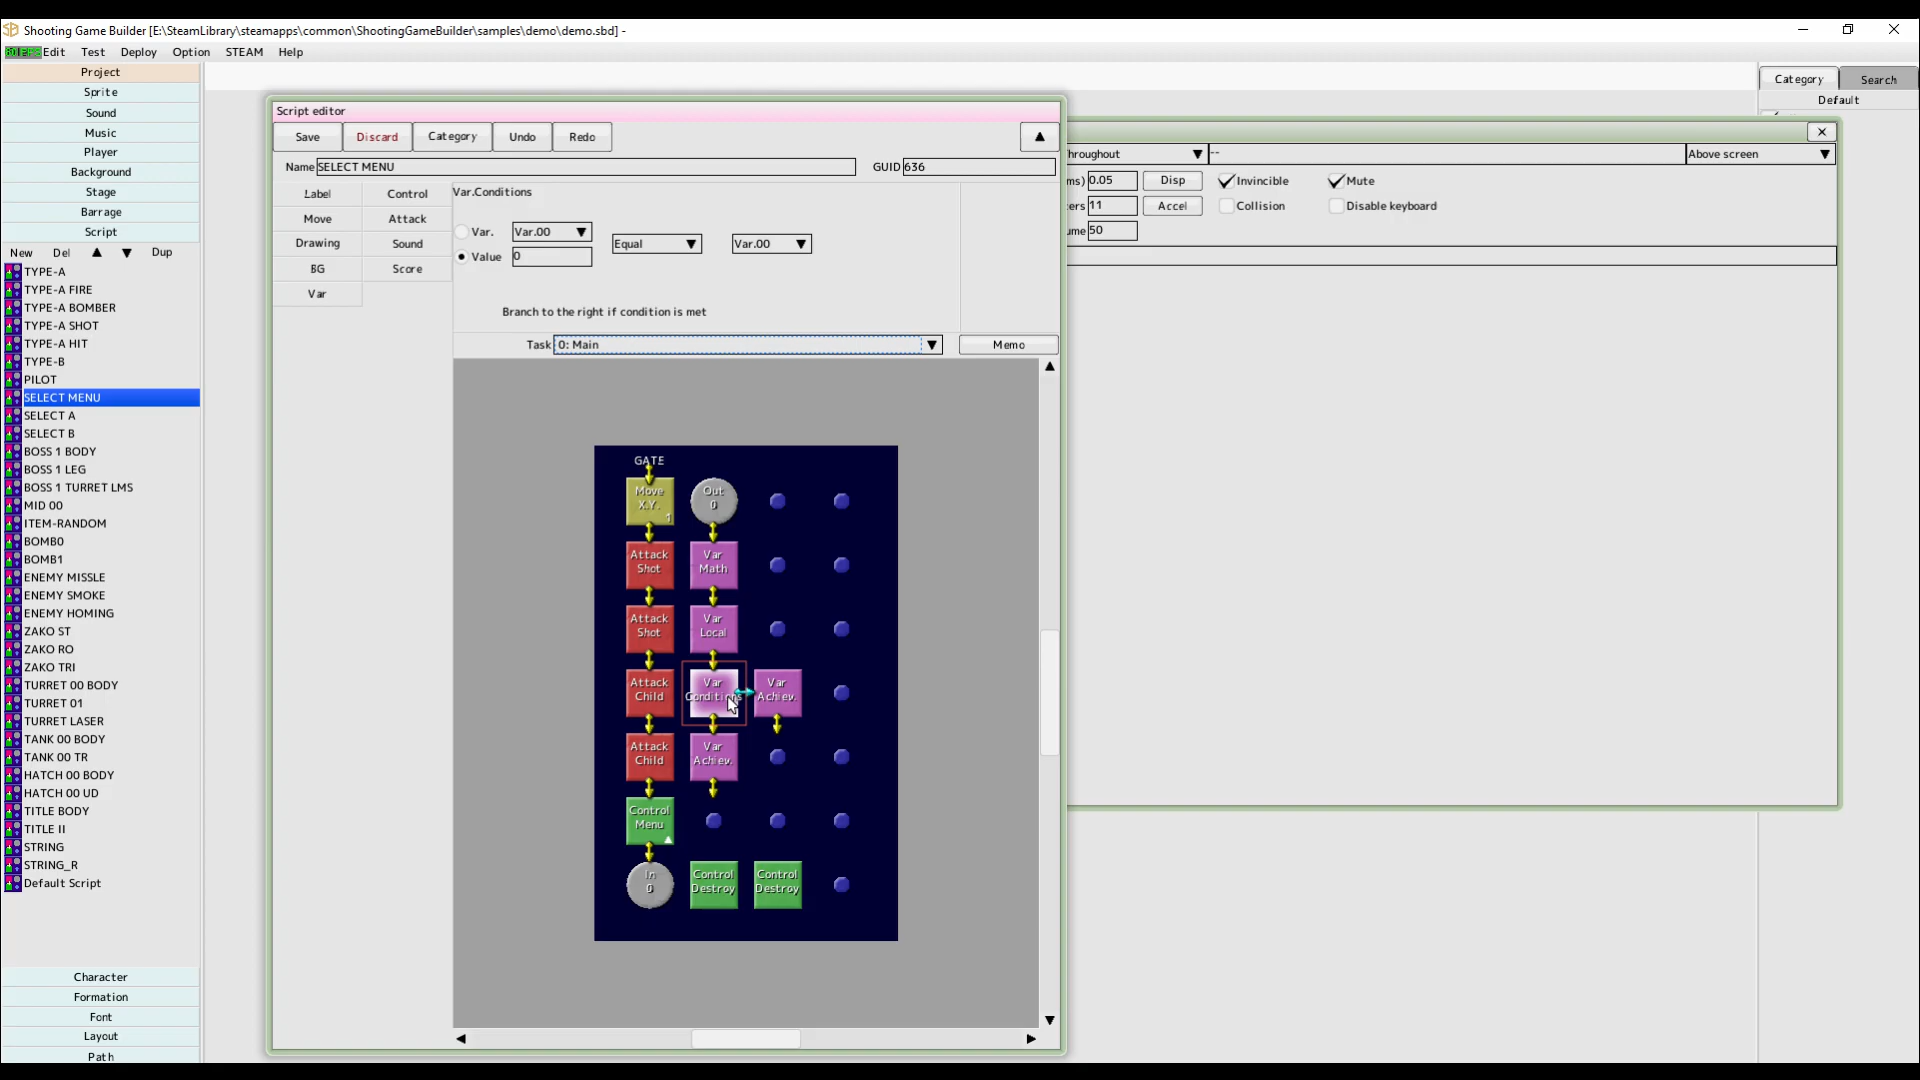 Shooting Game Builder [E:\SteamLibrary\steamapps\common\ShootingGameBuilder\samples\demo\demo.sbd] -
Edit Test Deploy Option STEAM Help
Project
Sprite
Sound
Music
Player
Background
Stage
Barrage
Script
New Del ▲ ▼ Dup
TYPE-A
TYPE-A FIRE
TYPE-A BOMBER
TYPE-A SHOT
TYPE-A HIT
TYPE-B
PILOT
SELECT MENU
SELECT A
SELECT B
BOSS 1 BODY
BOSS 1 LEG
BOSS 1 TURRET LMS
MID 00
ITEM-RANDOM
BOMB0
BOMB1
ENEMY MISSLE
ENEMY SMOKE
ENEMY HOMING
ZAKO ST
ZAKO RO
ZAKO TRI
TURRET 00 BODY
TURRET 01
TURRET LASER
TANK 00 BODY
TANK 00 TR
HATCH 00 BODY
HATCH 00 UD
TITLE BODY
TITLE II
STRING
STRING_R
Default Script
Character
Formation
Font
Layout
Path
Script editor
Save Discard Category Undo Redo ▲
Name SELECT MENU GUID 636
Label Control
Move Attack
Drawing Sound
BG Score
Var
Var.Conditions
Var. Var.00 ▼
Value 0
Equal ▼ Var.00 ▼
Branch to the right if condition is met
Task 0: Main ▼ Memo
GATE
Move X.Y. 1
Out 0
Attack Shot
Var Math
Attack Shot
Var Local
Attack Child
Var Conditions
Var Achiev.
Attack Child
Var Achiev.
Control Menu
In 0
Control Destroy
Control Destroy
hroughout ▼ -- Above screen ▼
ms) 0.05 Disp Invincible Mute
ers 11 Accel Collision Disable keyboard
ume 50
Category Search
Default